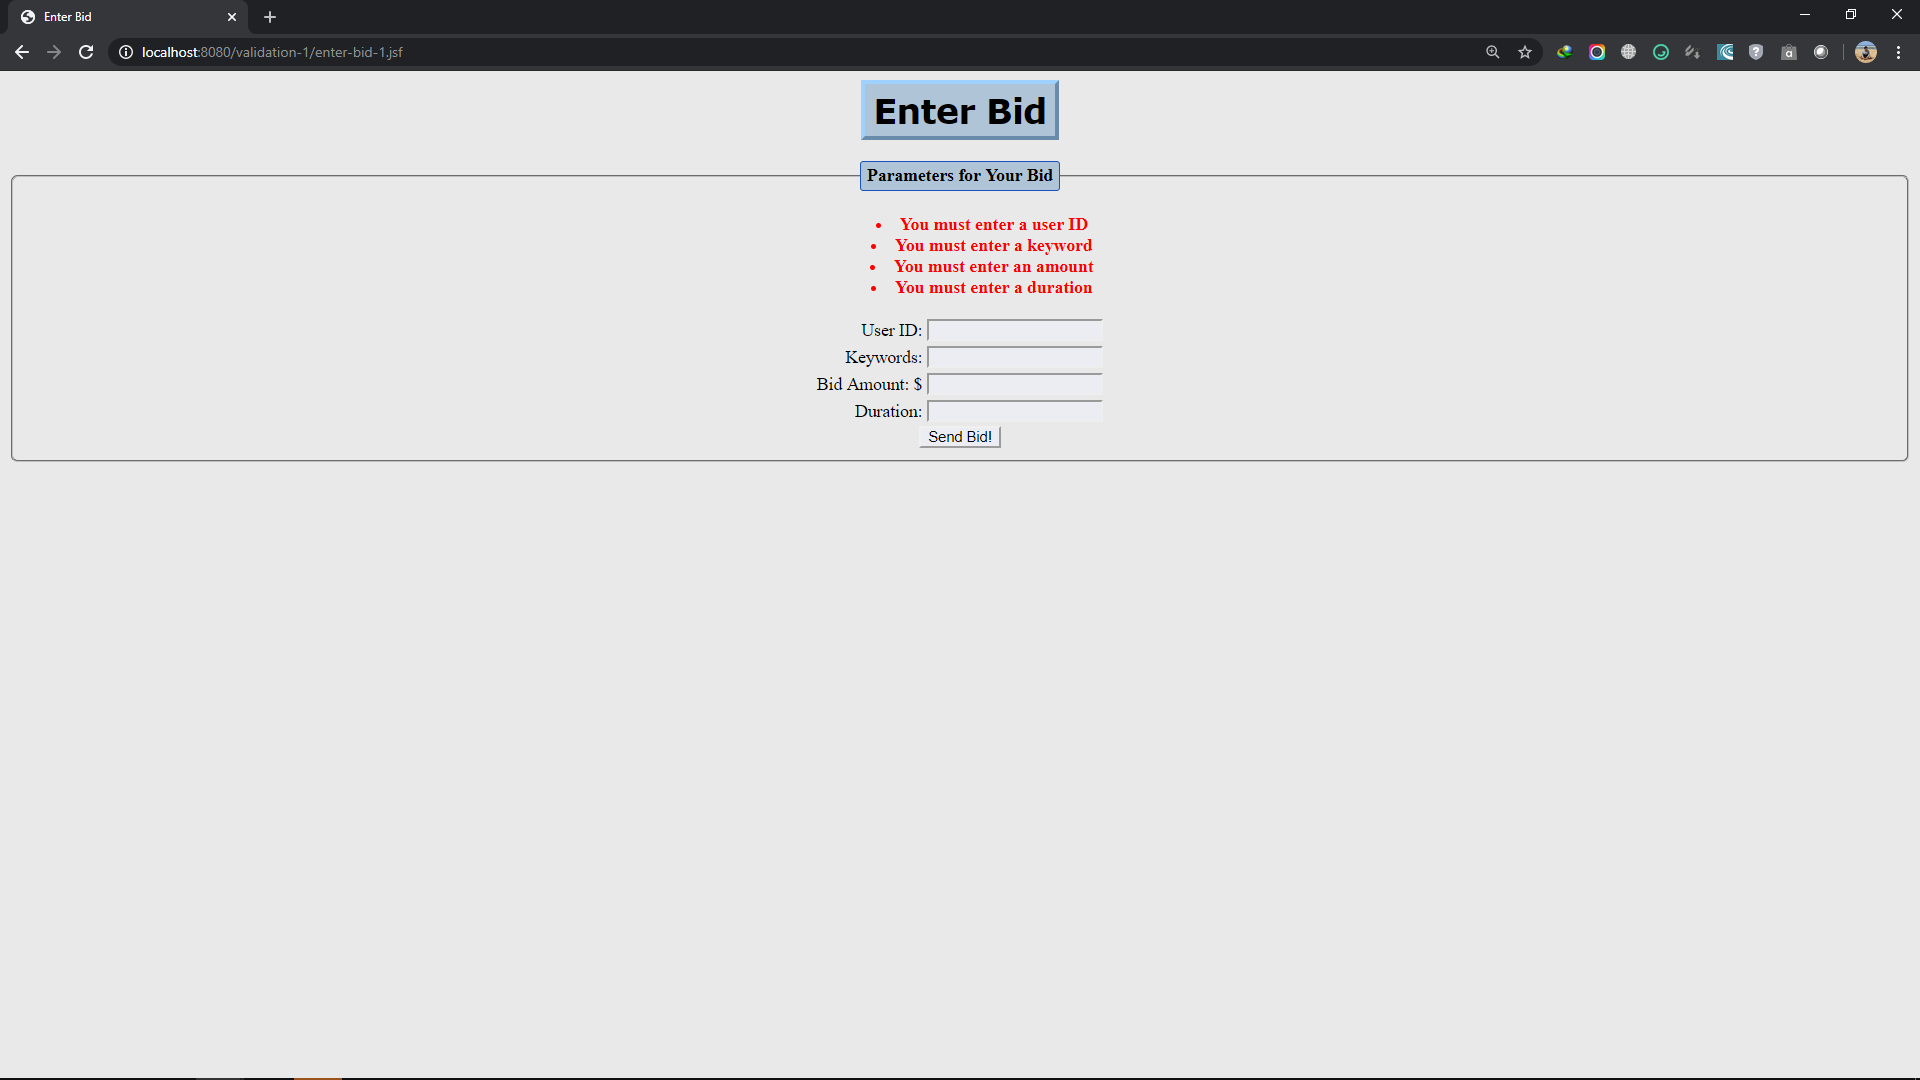 Enter Bid
localhost:8080/validation-1/enter-bid-1.jsf
Enter Bid
Parameters for Your Bid
You must enter a user ID
You must enter a keyword
You must enter an amount
You must enter a duration
User ID:
Keywords:
Bid Amount: $
Duration:
Send Bid!